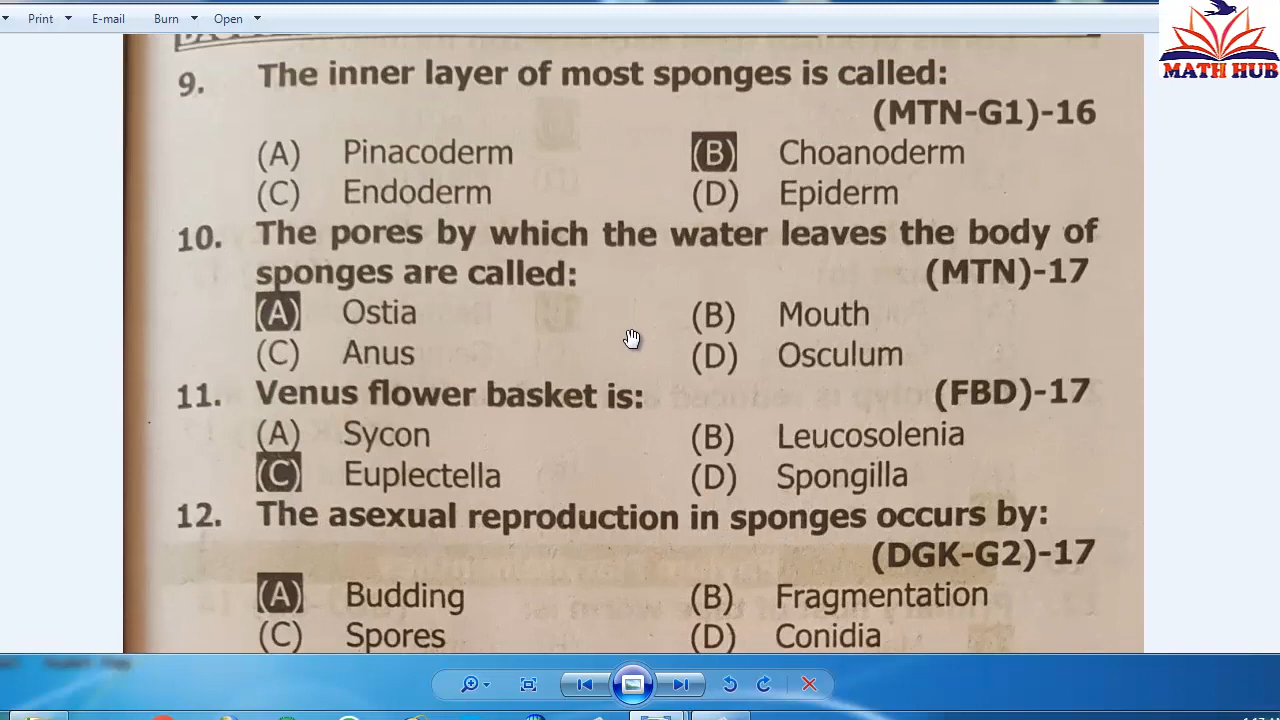 Print E-mail Burn Open
MATH HUB
9. The inner layer of most sponges is called:
(MTN-G1)-16
(A) Pinacoderm (B) Choanoderm
(C) Endoderm (D) Epiderm
10. The pores by which the water leaves the body of
sponges are called: (MTN)-17
(A) Ostia (B) Mouth
(C) Anus (D) Osculum
11. Venus flower basket is: (FBD)-17
(A) Sycon (B) Leucosolenia
(C) Euplectella (D) Spongilla
12. The asexual reproduction in sponges occurs by:
(DGK-G2)-17
(A) Budding (B) Fragmentation
(C) Spores (D) Conidia